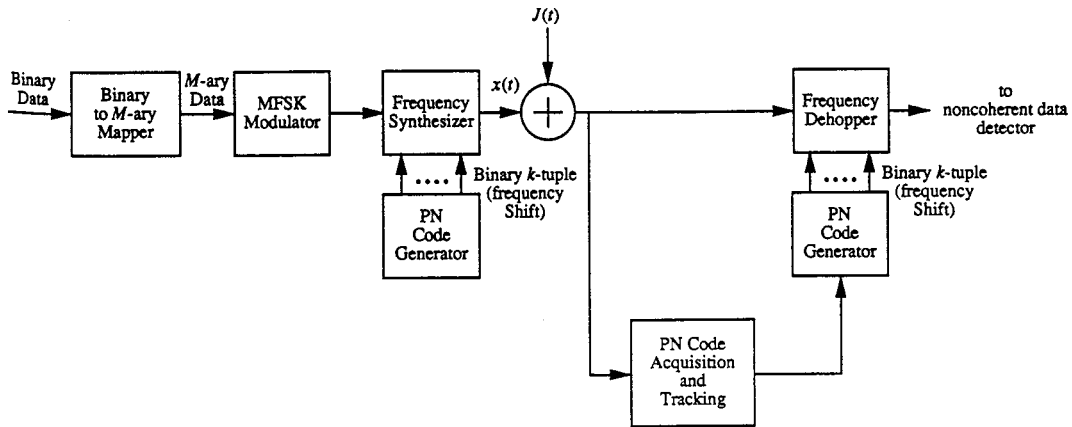 J(t)
Binary
Data
Binary
to M-ary
Mapper
M-ary
Data
MFSK
Modulator
Frequency
Synthesizer
x(t)
+
Frequency
Dehopper
to
noncoherent data
detector
....
Binary k-tuple
(frequency
Shift)
PN
Code
Generator
....
Binary k-tuple
(frequency
Shift)
PN
Code
Generator
PN Code
Acquisition
and
Tracking